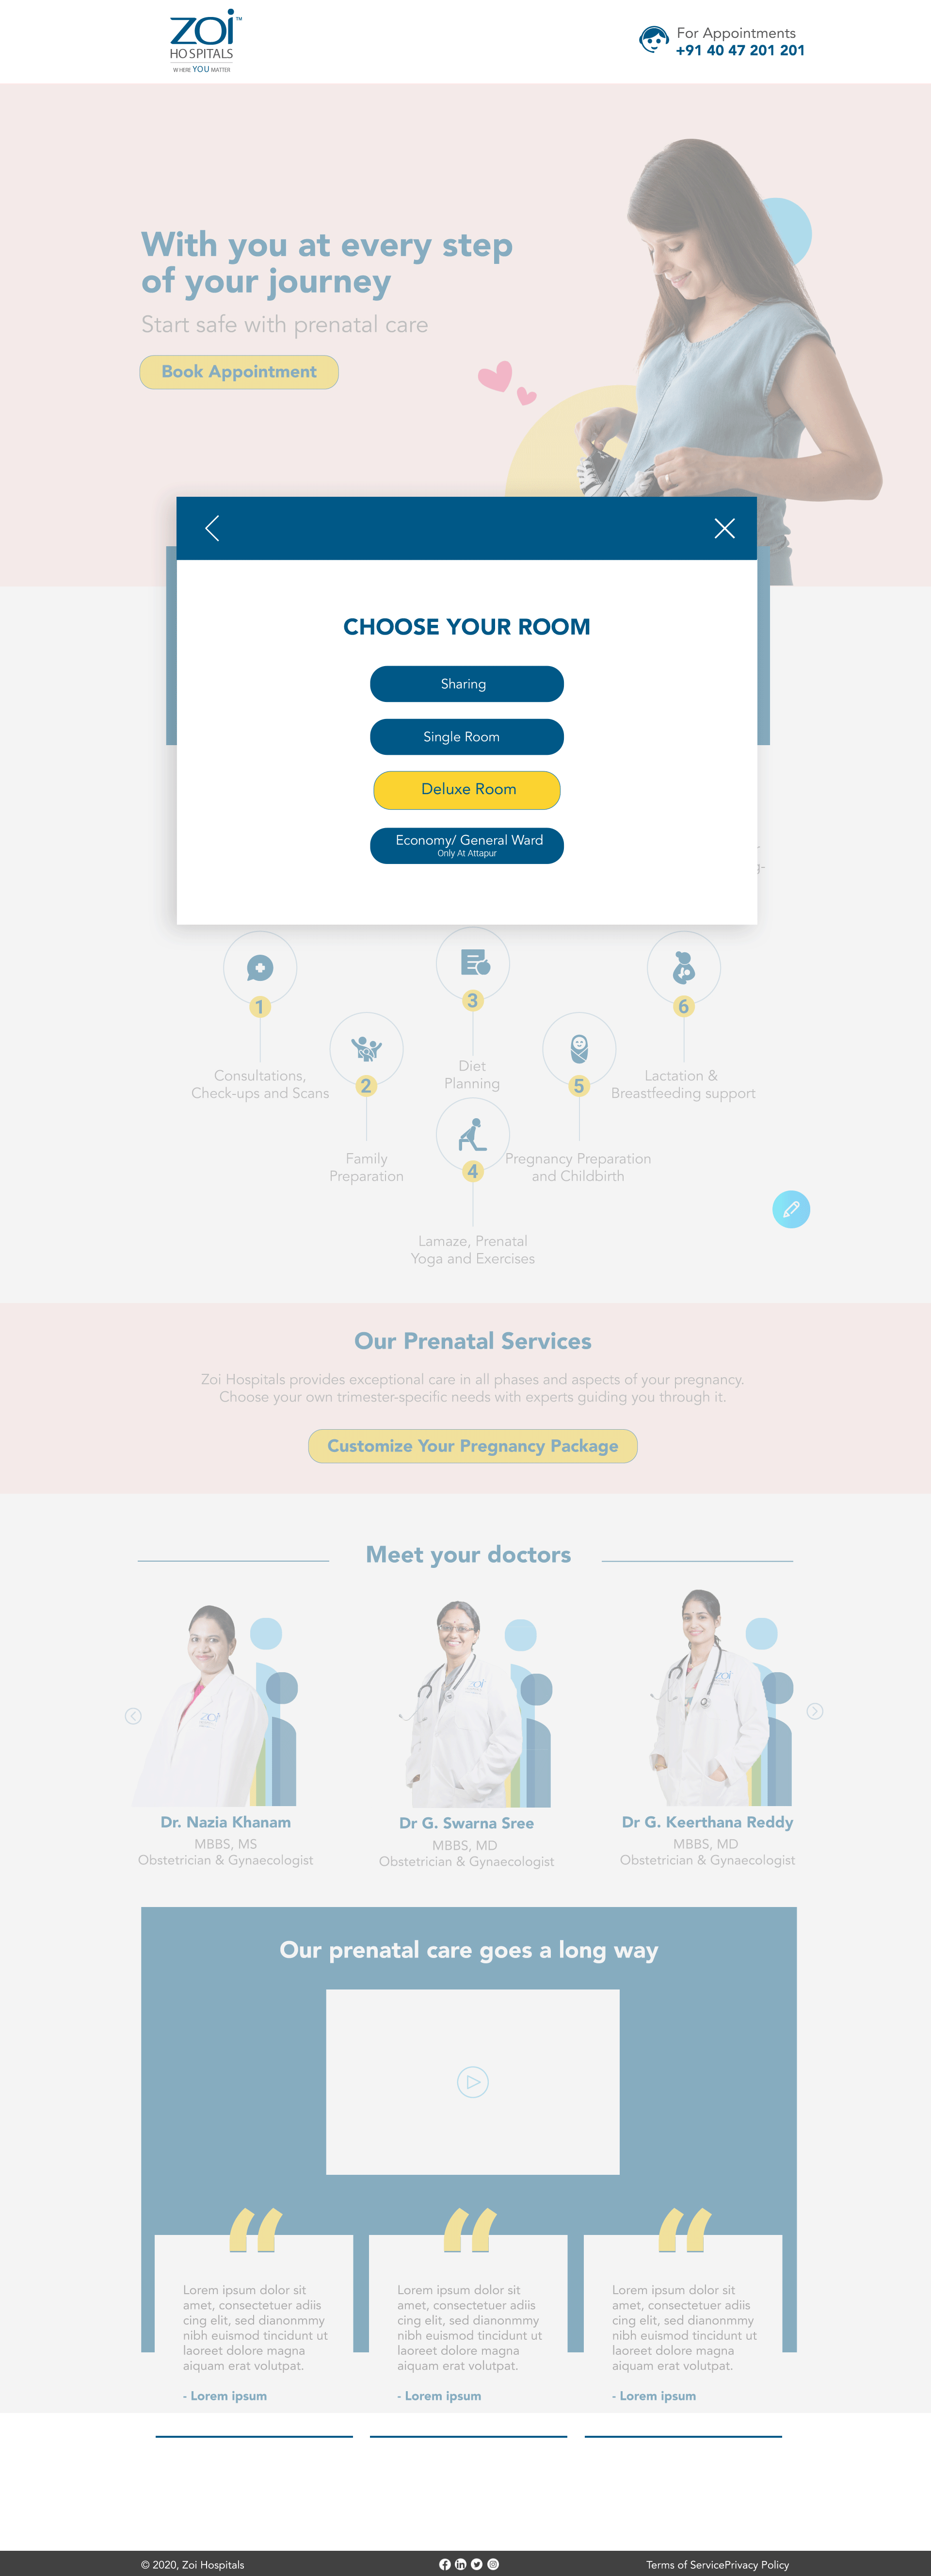 zoi™
HOSPITALS
WHERE YOU MATTER
For Appointments
+91 40 47 201 201
With you at every step
of your journey
Start safe with prenatal care
Book Appointment
CHOOSE YOUR ROOM
Sharing
Single Room
Deluxe Room
Economy/ General Ward
Only At Attapur
1
2
3
4
5
6
Consultations,
Check-ups and Scans
Family
Preparation
Diet
Planning
Lamaze, Prenatal
Yoga and Exercises
Pregnancy Preparation
and Childbirth
Lactation &
Breastfeeding support
Our Prenatal Services
Zoi Hospitals provides exceptional care in all phases and aspects of your pregnancy.
Choose your own trimester-specific needs with experts guiding you through it.
Customize Your Pregnancy Package
Meet your doctors
zoi
zoi
zoi
Dr. Nazia Khanam
MBBS, MS
Obstetrician & Gynaecologist
Dr G. Swarna Sree
MBBS, MD
Obstetrician & Gynaecologist
Dr G. Keerthana Reddy
MBBS, MD
Obstetrician & Gynaecologist
Our prenatal care goes a long way
Lorem ipsum dolor sit
amet, consectetuer adiis
cing elit, sed dianonmmy
nibh euismod tincidunt ut
laoreet dolore magna
aiquam erat volutpat.
- Lorem ipsum
Lorem ipsum dolor sit
amet, consectetuer adiis
cing elit, sed dianonmmy
nibh euismod tincidunt ut
laoreet dolore magna
aiquam erat volutpat.
- Lorem ipsum
Lorem ipsum dolor sit
amet, consectetuer adiis
cing elit, sed dianonmmy
nibh euismod tincidunt ut
laoreet dolore magna
aiquam erat volutpat.
- Lorem ipsum
© 2020, Zoi Hospitals
Terms of ServicePrivacy Policy